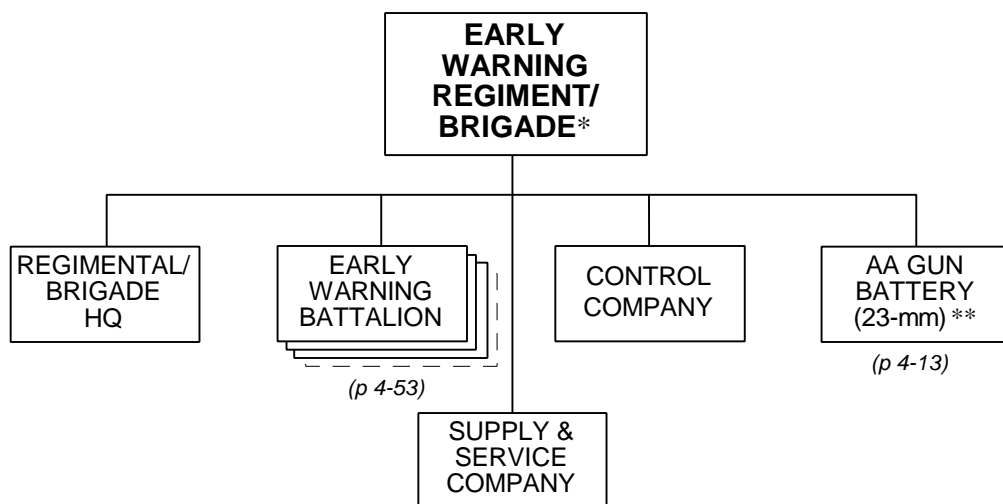 EARLY
WARNING
REGIMENT/
BRIGADE*
REGIMENTAL/
BRIGADE
HQ
EARLY
WARNING
BATTALION
(p 4-53)
CONTROL
COMPANY
AA GUN
BATTERY
(23-mm) **
(p 4-13)
SUPPLY &
SERVICE
COMPANY